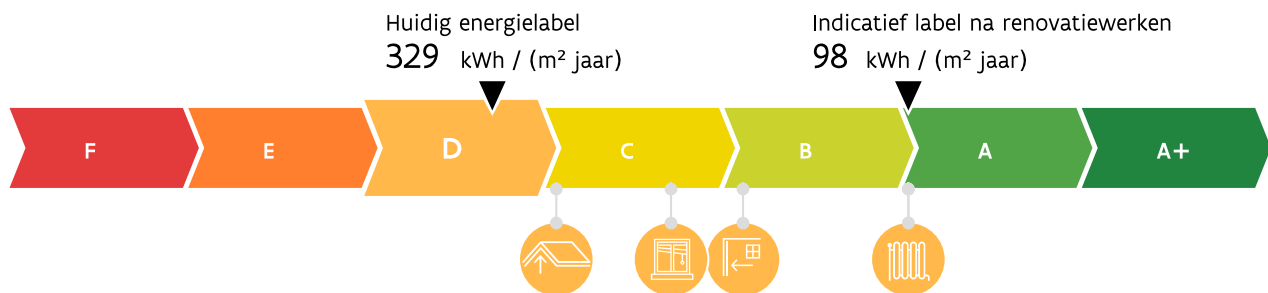 Huidig energielabel
329 kWh / (m² jaar)
Indicatief label na renovatiewerken
98 kWh / (m² jaar)
F E D C B A A+